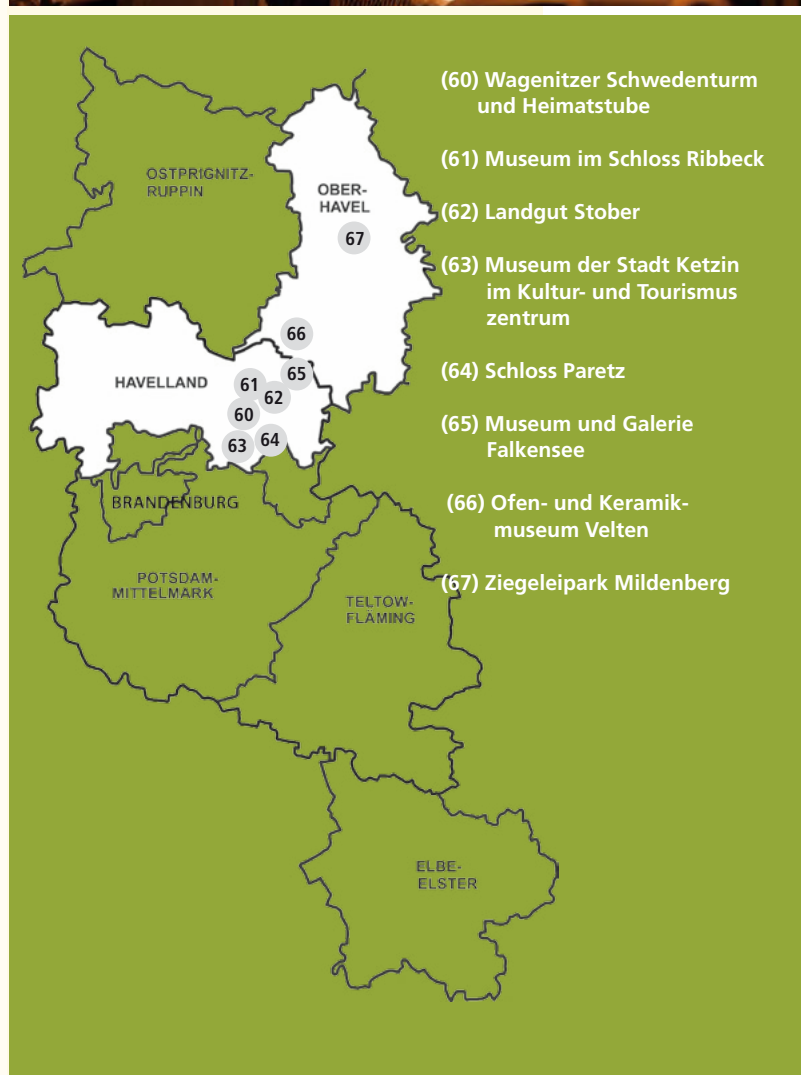 (60) Wagenitzer Schwedenturm
und Heimatstube
(61) Museum im Schloss Ribbeck
(62) Landgut Stober
(63) Museum der Stadt Ketzin
im Kultur- und Tourismus
zentrum
(64) Schloss Paretz
(65) Museum und Galerie
Falkensee
(66) Ofen- und Keramik-
museum Velten
(67) Ziegeleipark Mildenberg
OSTPRIGNITZ-
RUPPIN
OBER-
HAVEL
67
66
HAVELLAND
65
61
62
60
64
63
BRANDENBURG
POTSDAM-
MITTELMARK
TELTOW-
FLÄMING
ELBE-
ELSTER